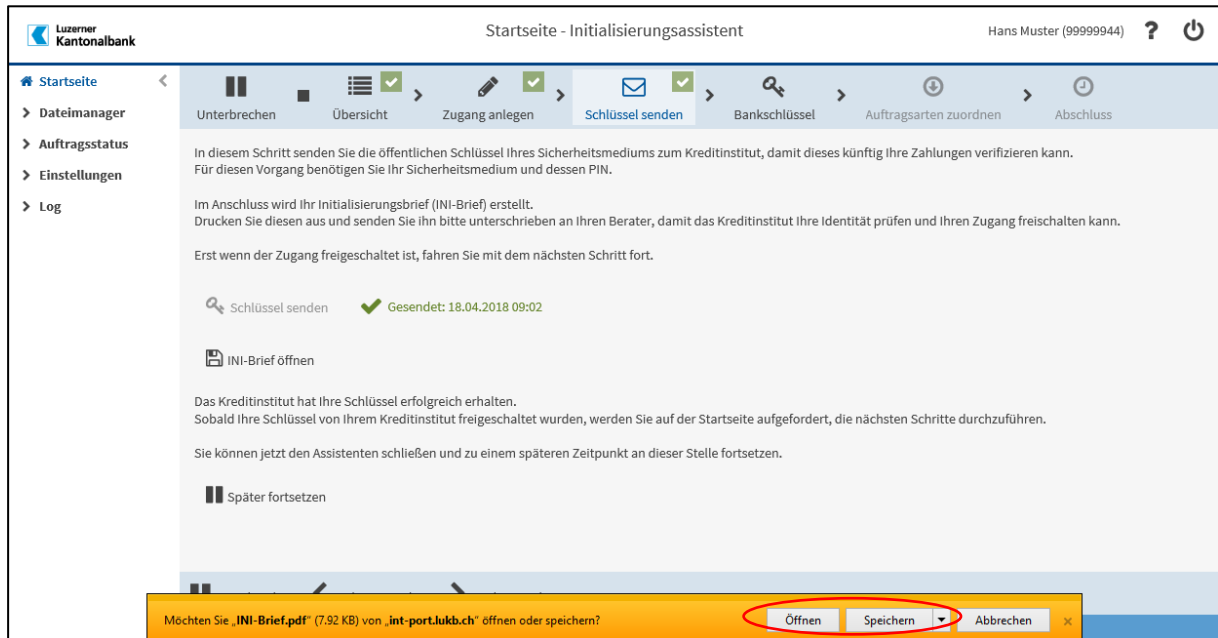 Luzerner
Kantonalbank
Startseite - Initialisierungsassistent
Hans Muster (99999944)
?
Startseite
Dateimanager
Auftragsstatus
Einstellungen
Log
Unterbrechen
Übersicht
Zugang anlegen
Schlüssel senden
Bankschlüssel
Auftragsarten zuordnen
Abschluss
In diesem Schritt senden Sie die öffentlichen Schlüssel Ihres Sicherheitsmediums zum Kreditinstitut, damit dieses künftig Ihre Zahlungen verifizieren kann.
Für diesen Vorgang benötigen Sie Ihr Sicherheitsmedium und dessen PIN.
Im Anschluss wird Ihr Initialisierungsbrief (INI-Brief) erstellt.
Drucken Sie diesen aus und senden Sie ihn bitte unterschrieben an Ihren Berater, damit das Kreditinstitut Ihre Identität prüfen und Ihren Zugang freischalten kann.
Erst wenn der Zugang freigeschaltet ist, fahren Sie mit dem nächsten Schritt fort.
Schlüssel senden
Gesendet: 18.04.2018 09:02
INI-Brief öffnen
Das Kreditinstitut hat Ihre Schlüssel erfolgreich erhalten.
Sobald Ihre Schlüssel von Ihrem Kreditinstitut freigeschaltet wurden, werden Sie auf der Startseite aufgefordert, die nächsten Schritte durchzuführen.
Sie können jetzt den Assistenten schließen und zu einem späteren Zeitpunkt an dieser Stelle fortsetzen.
Später fortsetzen
Möchten Sie „INI-Brief.pdf“ (7.92 KB) von „int-port.lukb.ch“ öffnen oder speichern?
Öffnen
Speichern
Abbrechen